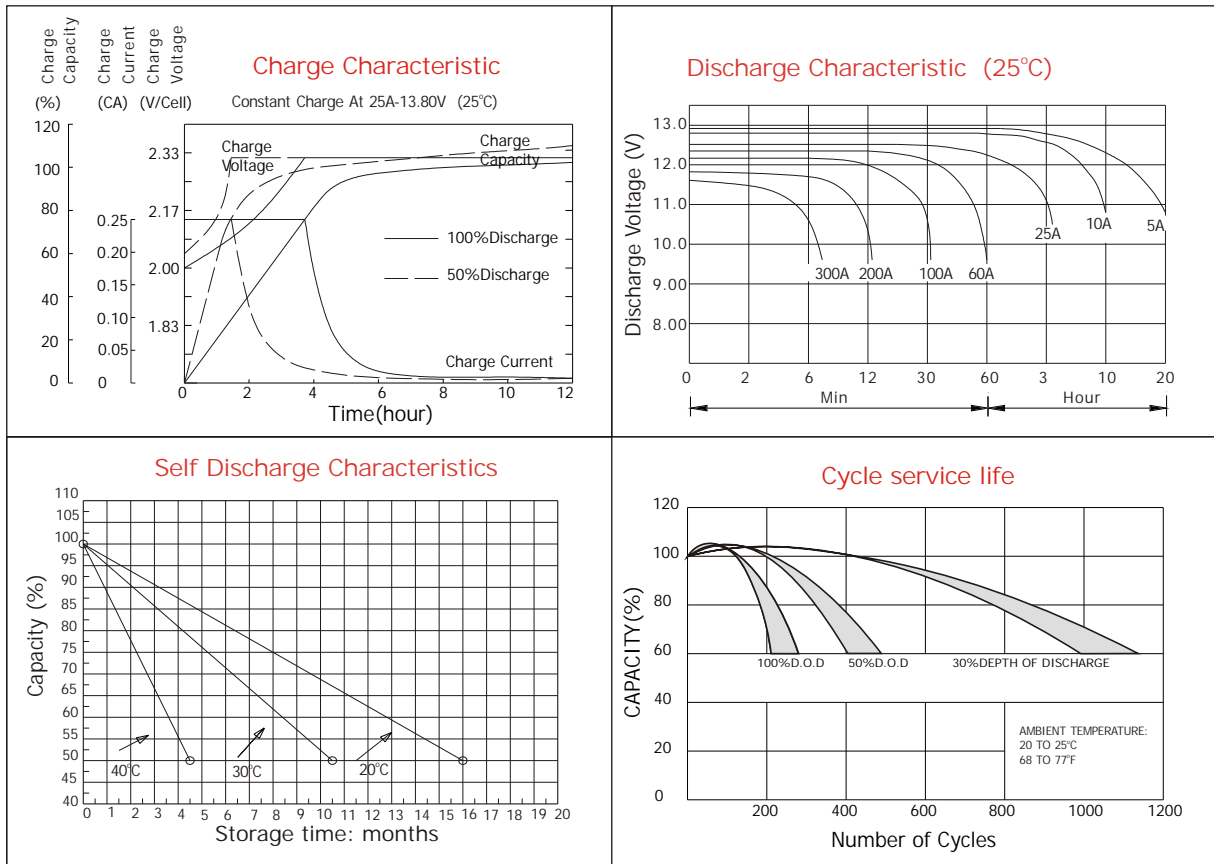 Charge Capacity
Charge Current
Charge Voltage
(%)
(CA)
(V/Cell)
Charge Characteristic
Constant Charge At 25A-13.80V (25°C)
120
100
80
60
40
20
0
0.25
0.20
0.15
0.10
0.05
0
2.33
2.17
2.00
1.83
Charge Voltage
Charge Capacity
100%Discharge
50%Discharge
Charge Current
0 2 4 6 8 10 12
Time(hour)
Discharge Characteristic (25°C)
Discharge Voltage (V)
13.0
12.0
11.0
10.0
9.00
8.00
300A 200A 100A 60A 25A 10A 5A
0 2 6 12 30 60 3 10 20
Min
Hour
Self Discharge Characteristics
Capacity (%)
110
105
100
95
90
85
80
75
70
65
60
55
50
45
40
40°C
30°C
20°C
0 1 2 3 4 5 6 7 8 9 10 11 12 13 14 15 16 17 18 19 20
Storage time: months
Cycle service life
CAPACITY(%)
120
100
80
60
40
20
0
100%D.O.D
50%D.O.D
30%DEPTH OF DISCHARGE
AMBIENT TEMPERATURE:
20 TO 25°C
68 TO 77°F
200 400 600 800 1000 1200
Number of Cycles